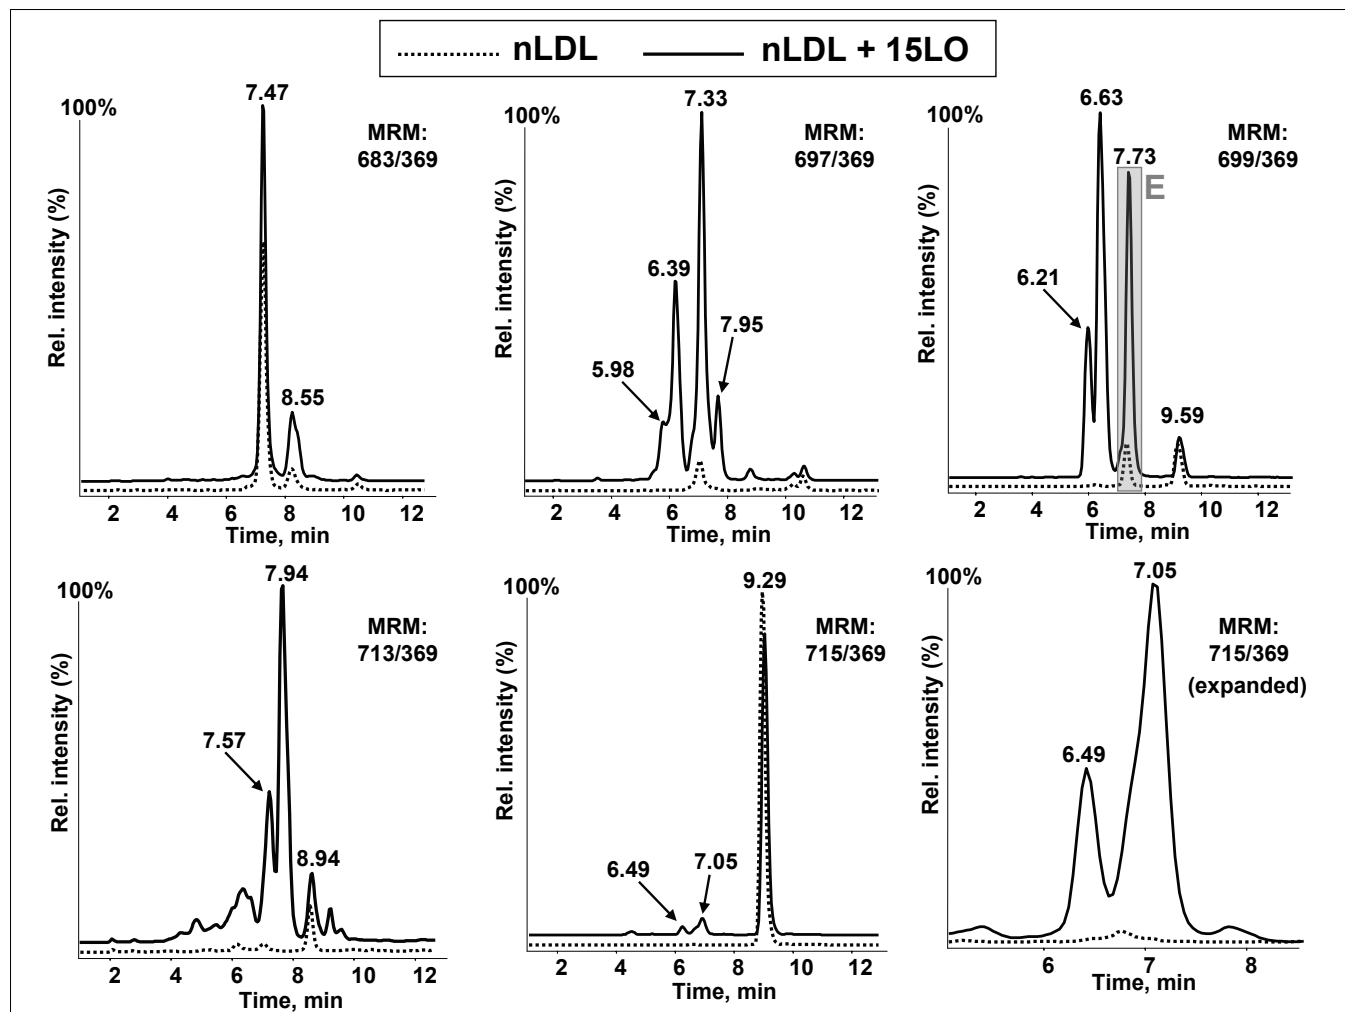 nLDL nLDL + 15LO
7.47
100%
MRM:
683/369
8.55
Rel. intensity (%)
2 4 6 8 10 12
Time, min
7.33
100%
MRM:
697/369
6.39
7.95
5.98
Rel. intensity (%)
2 4 6 8 10 12
Time, min
6.63
100%
MRM:
699/369
7.73
E
6.21
9.59
Rel. intensity (%)
2 4 6 8 10 12
Time, min
7.94
100%
MRM:
713/369
7.57
8.94
Rel. intensity (%)
2 4 6 8 10 12
Time, min
9.29
100%
MRM:
715/369
6.49
7.05
Rel. intensity (%)
2 4 6 8 10 12
Time, min
7.05
100%
MRM:
715/369
(expanded)
6.49
Rel. intensity (%)
6 7 8
Time, min